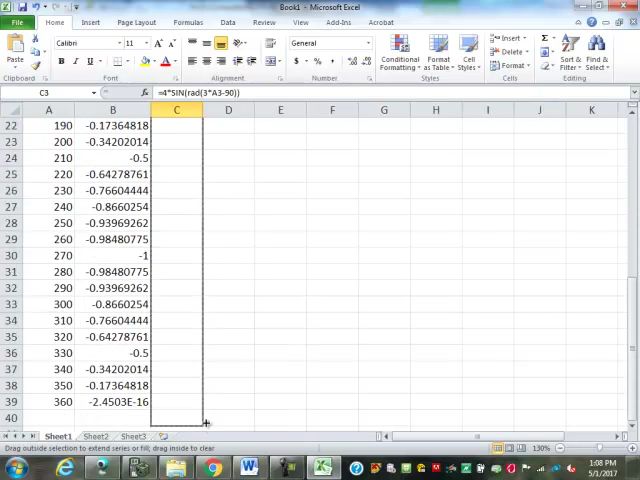 Book1 - Microsoft Excel
File Home Insert Page Layout Formulas Data Review View Add-Ins Acrobat
Calibri 11 General
Paste B I U A $ % , Conditional Formatting Format as Table Cell Styles Insert Delete Format Sort & Filter Find & Select
Clipboard Font Alignment Number Styles Cells Editing
C3 fx =4*SIN(rad(3*A3-90))
A B C D E F G H I J K
22 190 -0.17364818
23 200 -0.34202014
24 210 -0.5
25 220 -0.64278761
26 230 -0.76604444
27 240 -0.8660254
28 250 -0.93969262
29 260 -0.98480775
30 270 -1
31 280 -0.98480775
32 290 -0.93969262
33 300 -0.8660254
34 310 -0.76604444
35 320 -0.64278761
36 330 -0.5
37 340 -0.34202014
38 350 -0.17364818
39 360 -2.4503E-16
40
Sheet1 Sheet2 Sheet3
Drag outside selection to extend series or fill; drag inside to clear 130%
1:08 PM
5/1/2017